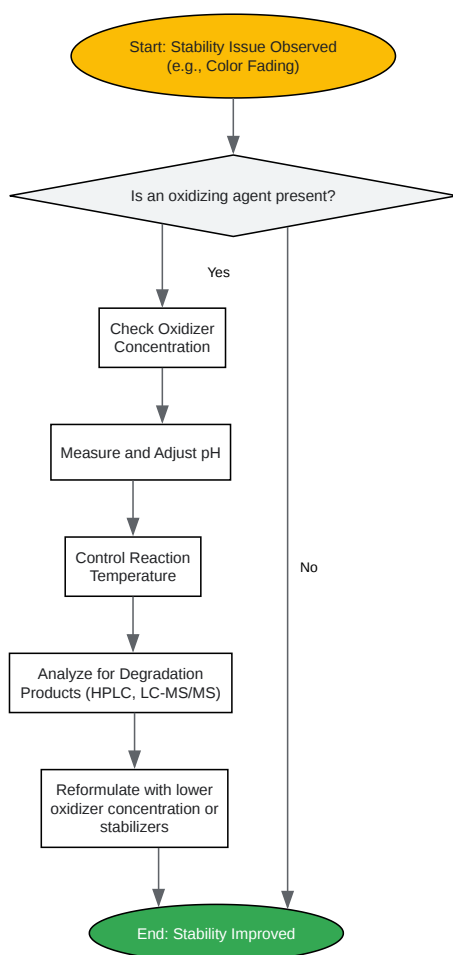 Start: Stability Issue Observed
(e.g., Color Fading)
Is an oxidizing agent present?
Yes
Check Oxidizer
Concentration
Measure and Adjust pH
Control Reaction
Temperature
No
Analyze for Degradation
Products (HPLC, LC-MS/MS)
Reformulate with lower
oxidizer concentration or
stabilizers
End: Stability Improved